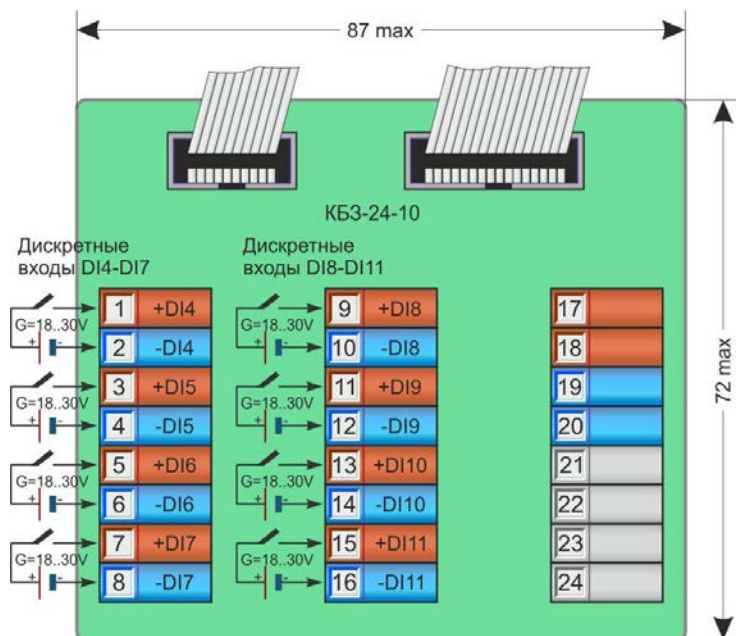 87 max
КБЗ-24-10
Дискретные
входы DI4-DI7
Дискретные
входы DI8-DI11
1 +DI4
G=18..30V
+ -
2 -DI4
3 +DI5
G=18..30V
+ -
4 -DI5
5 +DI6
G=18..30V
+ -
6 -DI6
7 +DI7
G=18..30V
+ -
8 -DI7
9 +DI8
G=18..30V
+ -
10 -DI8
11 +DI9
G=18..30V
+ -
12 -DI9
13 +DI10
G=18..30V
+ -
14 -DI10
15 +DI11
G=18..30V
+ -
16 -DI11
17
18
19
20
21
22
23
24
72 max